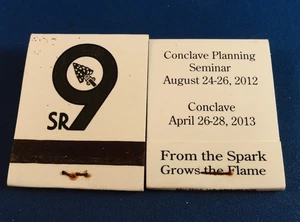 SR
9
Conclave Planning
Seminar
August 24-26, 2012
Conclave
April 26-28, 2013
From the Spark
Grows the Flame